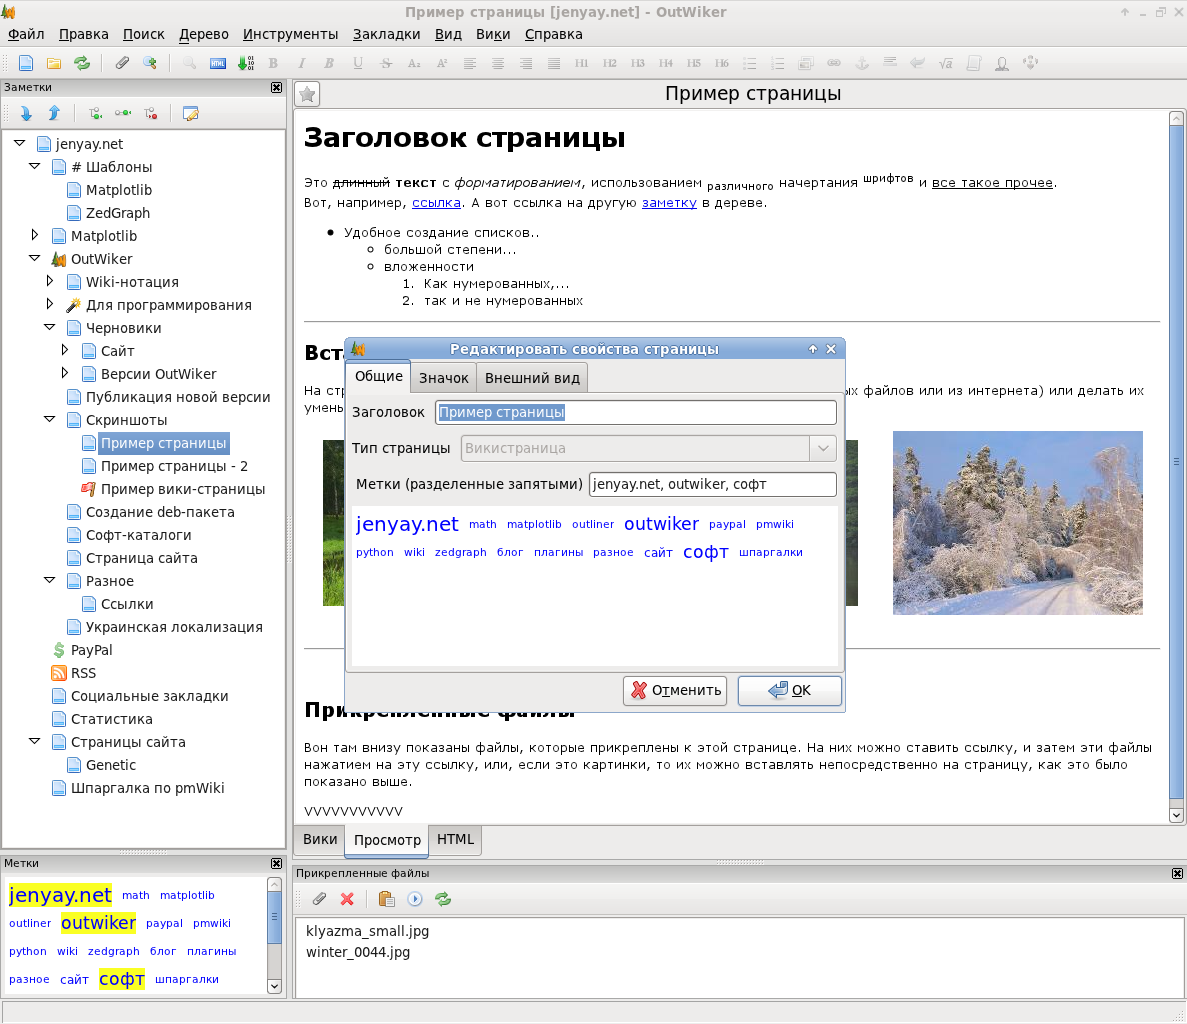 Пример страницы [jenyay.net] - OutWiker
Файл Правка Поиск Дерево Инструменты Закладки Вид Вики Справка
HTML B I B U S A₂ A² H1 H2 H3 H4 H5 H6 √a
Заметки
jenyay.net
# Шаблоны
Matplotlib
ZedGraph
Matplotlib
OutWiker
Wiki-нотация
Для программирования
Черновики
Сайт
Версии OutWiker
Публикация новой версии
Скриншоты
Пример страницы
Пример страницы - 2
Пример вики-страницы
Создание deb-пакета
Софт-каталоги
Страница сайта
Разное
Ссылки
Украинская локализация
PayPal
RSS
Социальные закладки
Статистика
Страницы сайта
Genetic
Шпаргалка по pmWiki
Метки
jenyay.net math matplotlib
outliner outwiker paypal pmwiki
python wiki zedgraph блог плагины
разное сайт софт шпаргалки
Пример страницы
Заголовок страницы
Это длинный текст с форматированием, использованием различного начертания шрифтов и все такое прочее.
Вот, например, ссылка. А вот ссылка на другую заметку в дереве.
Удобное создание списков..
большой степени...
вложенности
1. Как нумерованных,...
2. так и не нумерованных
На файлов или из интернета) или делать их
Редактировать свойства страницы
Общие Значок Внешний вид
Заголовок Пример страницы
Тип страницы Викистраница
Метки (разделенные запятыми) jenyay.net, outwiker, софт
jenyay.net math matplotlib outliner outwiker paypal pmwiki
python wiki zedgraph блог плагины разное сайт софт шпаргалки
Отменить OK
Прикрепленные файлы
Вон там внизу показаны файлы, которые прикреплены к этой странице. На них можно ставить ссылку, и затем эти файлы
нажатием на эту ссылку, или, если это картинки, то их можно вставлять непосредственно на страницу, как это было
показано выше.
VVVVVVVVVVV
Вики Просмотр HTML
Прикрепленные файлы
klyazma_small.jpg
winter_0044.jpg